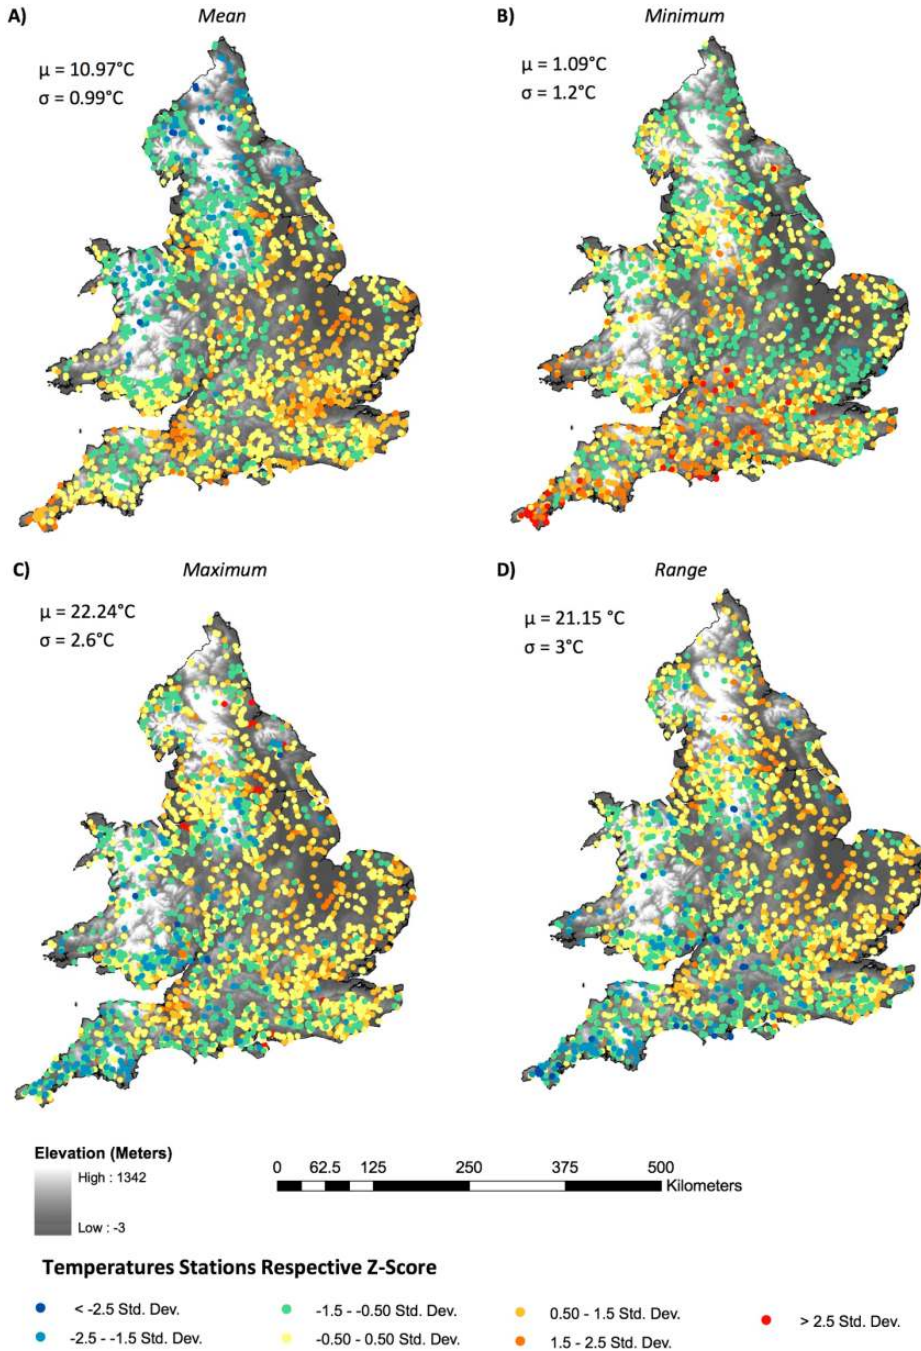 A) Mean
B) Minimum
μ = 10.97°C
σ = 0.99°C
μ = 1.09°C
σ = 1.2°C
C) Maximum
D) Range
μ = 22.24°C
σ = 2.6°C
μ = 21.15 °C
σ = 3°C
Elevation (Meters)
High : 1342
Low : -3
0 62.5 125 250 375 500
Kilometers
Temperatures Stations Respective Z-Score
< -2.5 Std. Dev.
-2.5 - -1.5 Std. Dev.
-1.5 - -0.50 Std. Dev.
-0.50 - 0.50 Std. Dev.
0.50 - 1.5 Std. Dev.
1.5 - 2.5 Std. Dev.
> 2.5 Std. Dev.